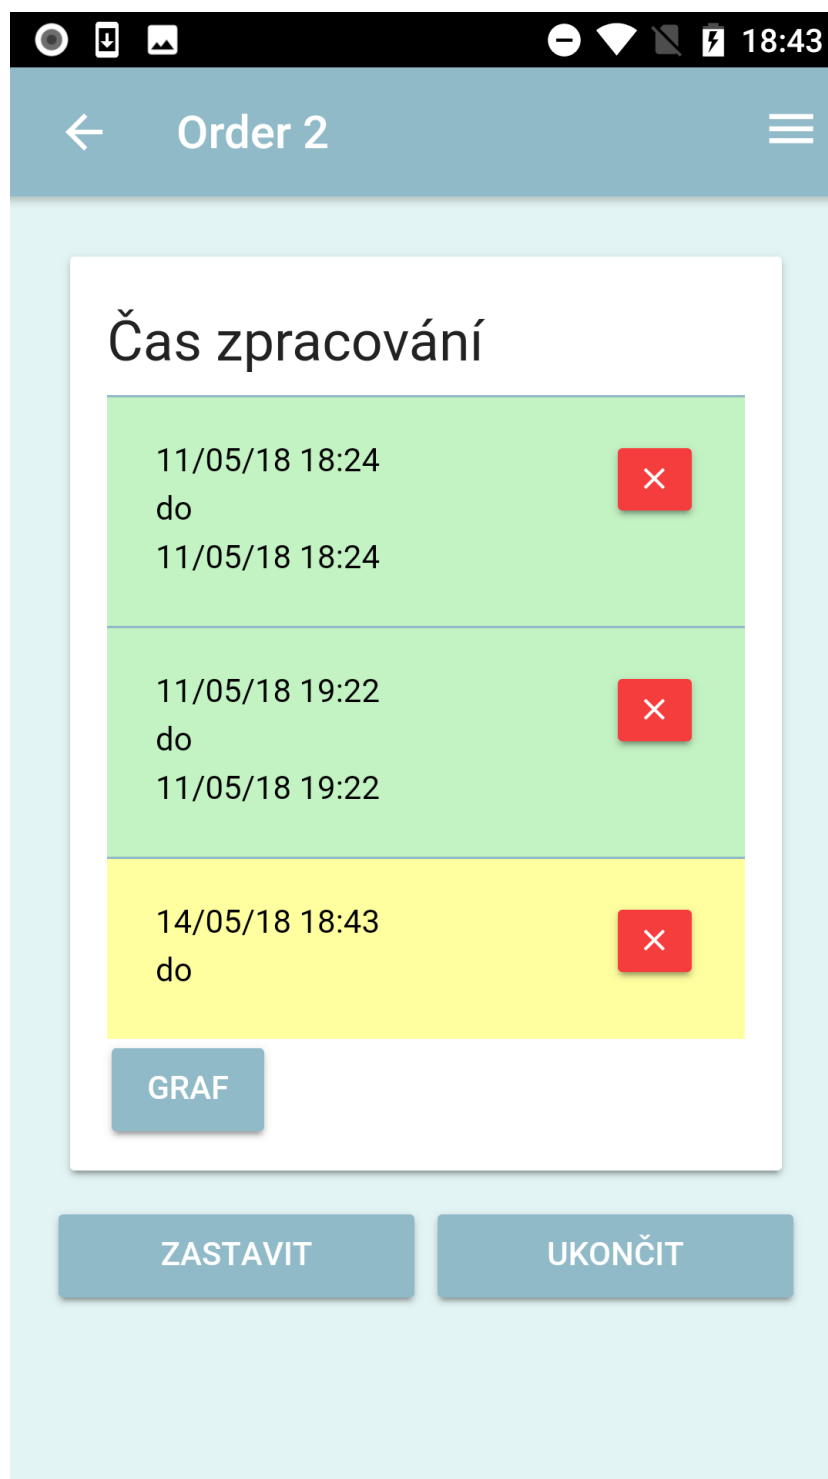 18:43
Order 2
Čas zpracování
11/05/18 18:24
do
11/05/18 18:24
11/05/18 19:22
do
11/05/18 19:22
14/05/18 18:43
do
GRAF
ZASTAVIT
UKONČIT